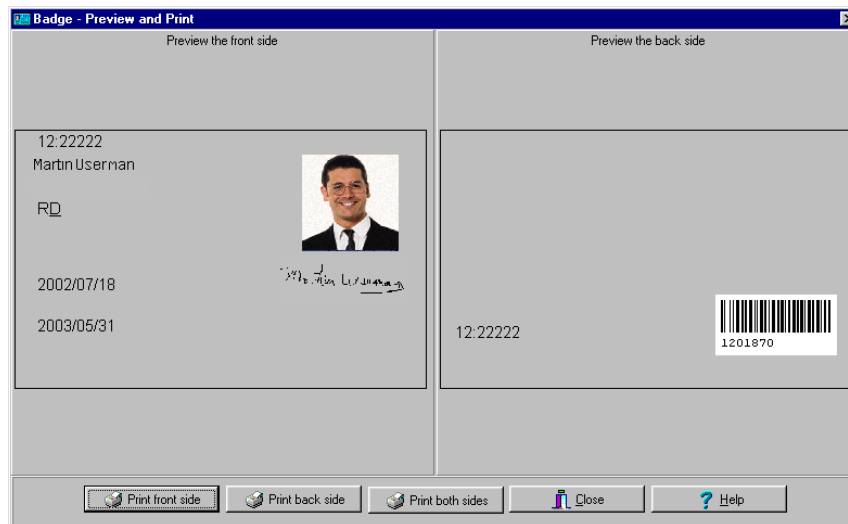 Badge - Preview and Print
Preview the front side
12:22222
Martin Userman
RD
2002/07/18
2003/05/31
Preview the back side
12:22222
1201870
Print front side
Print back side
Print both sides
Close
Help